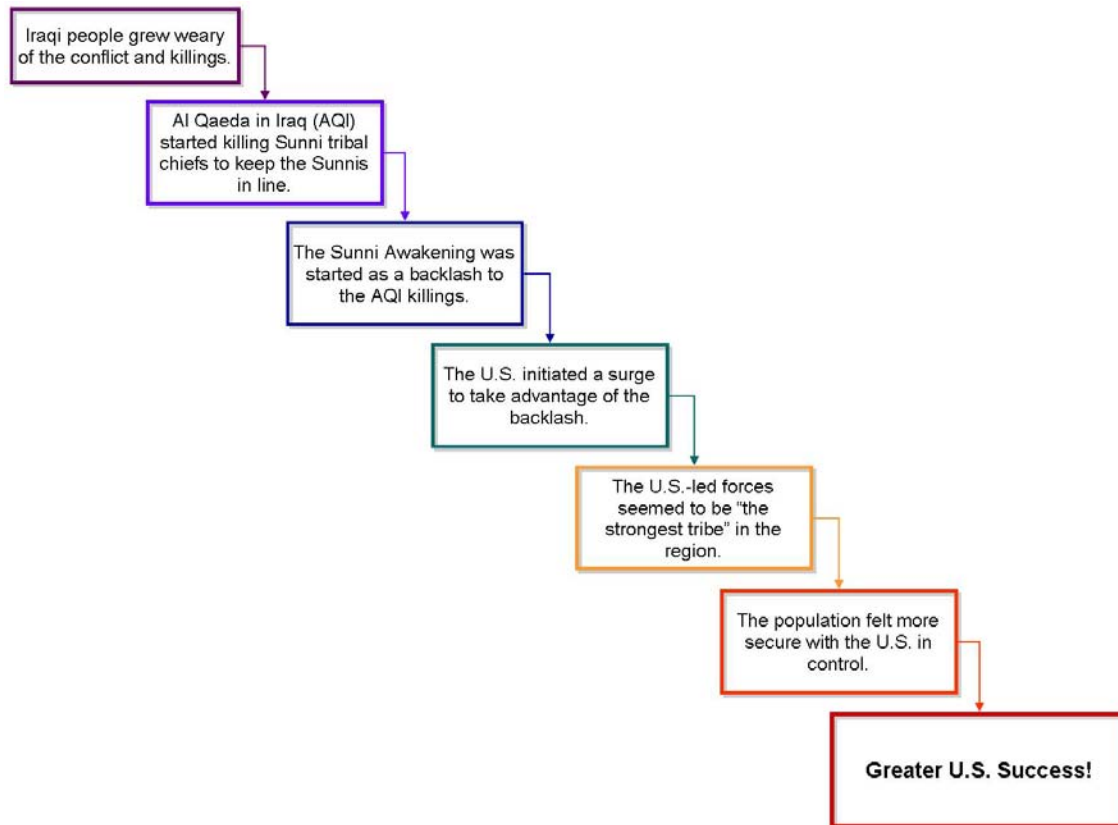 Iraqi people grew weary
of the conflict and killings.
Al Qaeda in Iraq (AQI)
started killing Sunni tribal
chiefs to keep the Sunnis
in line.
The Sunni Awakening was
started as a backlash to
the AQI killings.
The U.S. initiated a surge
to take advantage of the
backlash.
The U.S.-led forces
seemed to be "the
strongest tribe" in the
region.
The population felt more
secure with the U.S. in
control.
Greater U.S. Success!